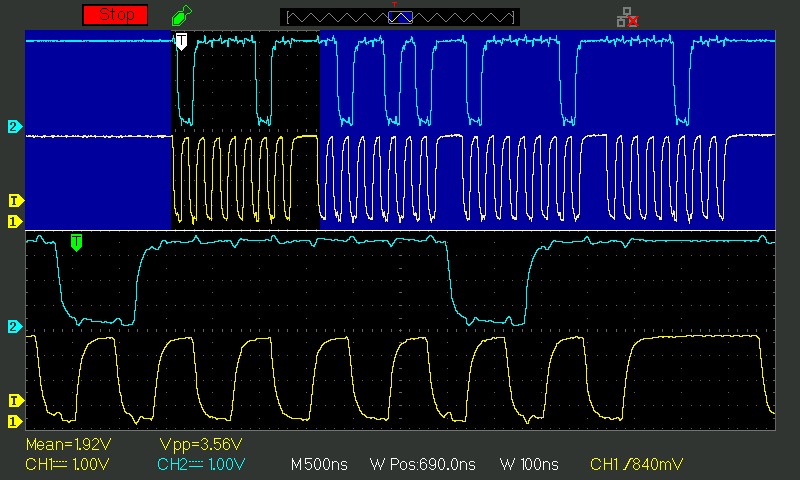 Stop
T
T
2
T
1
T
2
T
1
Mean=1.92V Vpp=3.56V
CH1 1.00V CH2 1.00V M500ns W Pos:690.0ns W 100ns CH1 840mV